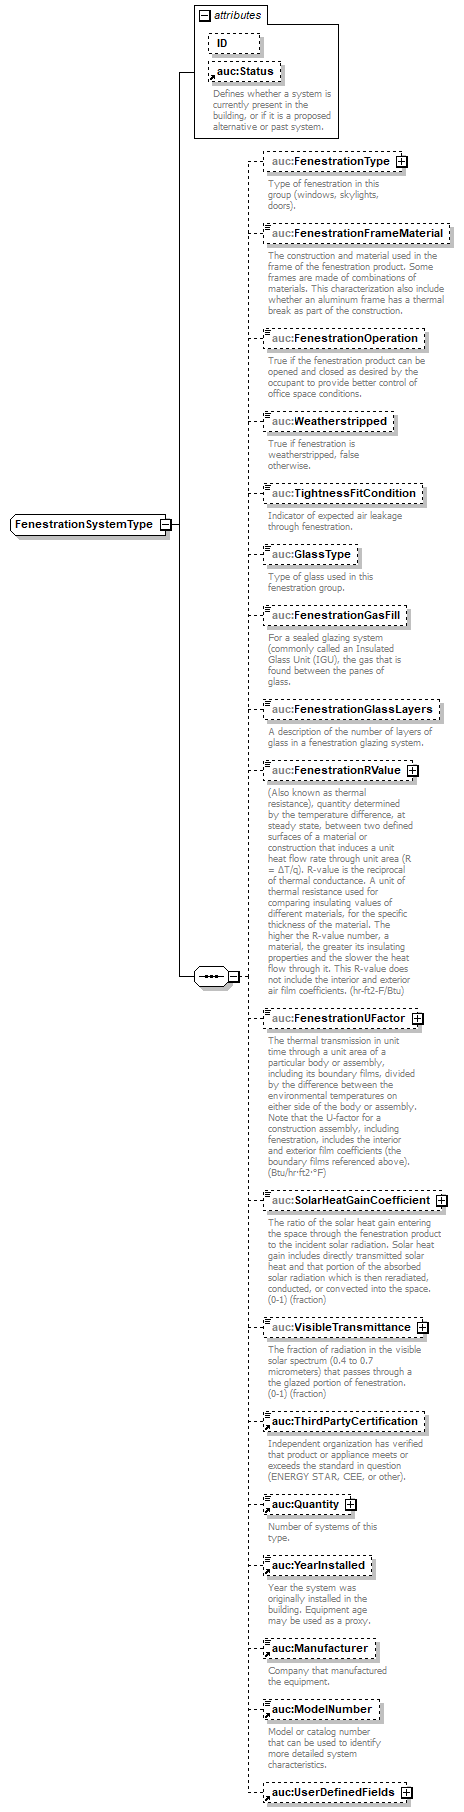 attributes
ID
auc:Status
Defines whether a system is
currently present in the
building, or if it is a proposed
alternative or past system.
auc:FenestrationType
Type of fenestration in this
group (windows, skylights,
doors).
auc:FenestrationFrameMaterial
The construction and material used in the
frame of the fenestration product. Some
frames are made of combinations of
materials. This characterization also include
whether an aluminum frame has a thermal
break as part of the construction.
auc:FenestrationOperation
True if the fenestration product can be
opened and closed as desired by the
occupant to provide better control of
office space conditions.
auc:Weatherstripped
True if fenestration is
weatherstripped, false
otherwise.
auc:TightnessFitCondition
Indicator of expected air leakage
through fenestration.
FenestrationSystemType
auc:GlassType
Type of glass used in this
fenestration group.
auc:FenestrationGasFill
For a sealed glazing system
(commonly called an Insulated
Glass Unit (IGU), the gas that is
found between the panes of
glass.
auc:FenestrationGlassLayers
A description of the number of layers of
glass in a fenestration glazing system.
auc:FenestrationRValue
(Also known as thermal
resistance), quantity determined
by the temperature difference, at
steady state, between two defined
surfaces of a material or
construction that induces a unit
heat flow rate through unit area (R
= ΔT/q). R-value is the reciprocal
of thermal conductance. A unit of
thermal resistance used for
comparing insulating values of
different materials, for the specific
thickness of the material. The
higher the R-value number, a
material, the greater its insulating
properties and the slower the heat
flow through it. This R-value does
not include the interior and exterior
air film coefficients. (hr-ft2-F/Btu)
auc:FenestrationUFactor
The thermal transmission in unit
time through a unit area of a
particular body or assembly,
including its boundary films, divided
by the difference between the
environmental temperatures on
either side of the body or assembly.
Note that the U-factor for a
construction assembly, including
fenestration, includes the interior
and exterior film coefficients (the
boundary films referenced above).
(Btu/hr·ft2·°F)
auc:SolarHeatGainCoefficient
The ratio of the solar heat gain entering
the space through the fenestration product
to the incident solar radiation. Solar heat
gain includes directly transmitted solar
heat and that portion of the absorbed
solar radiation which is then reradiated,
conducted, or convected into the space.
(0-1) (fraction)
auc:VisibleTransmittance
The fraction of radiation in the visible
solar spectrum (0.4 to 0.7
micrometers) that passes through a
the glazed portion of fenestration.
(0-1) (fraction)
auc:ThirdPartyCertification
Independent organization has verified
that product or appliance meets or
exceeds the standard in question
(ENERGY STAR, CEE, or other).
auc:Quantity
Number of systems of this
type.
auc:YearInstalled
Year the system was
originally installed in the
building. Equipment age
may be used as a proxy.
auc:Manufacturer
Company that manufactured
the equipment.
auc:ModelNumber
Model or catalog number
that can be used to identify
more detailed system
characteristics.
auc:UserDefinedFields